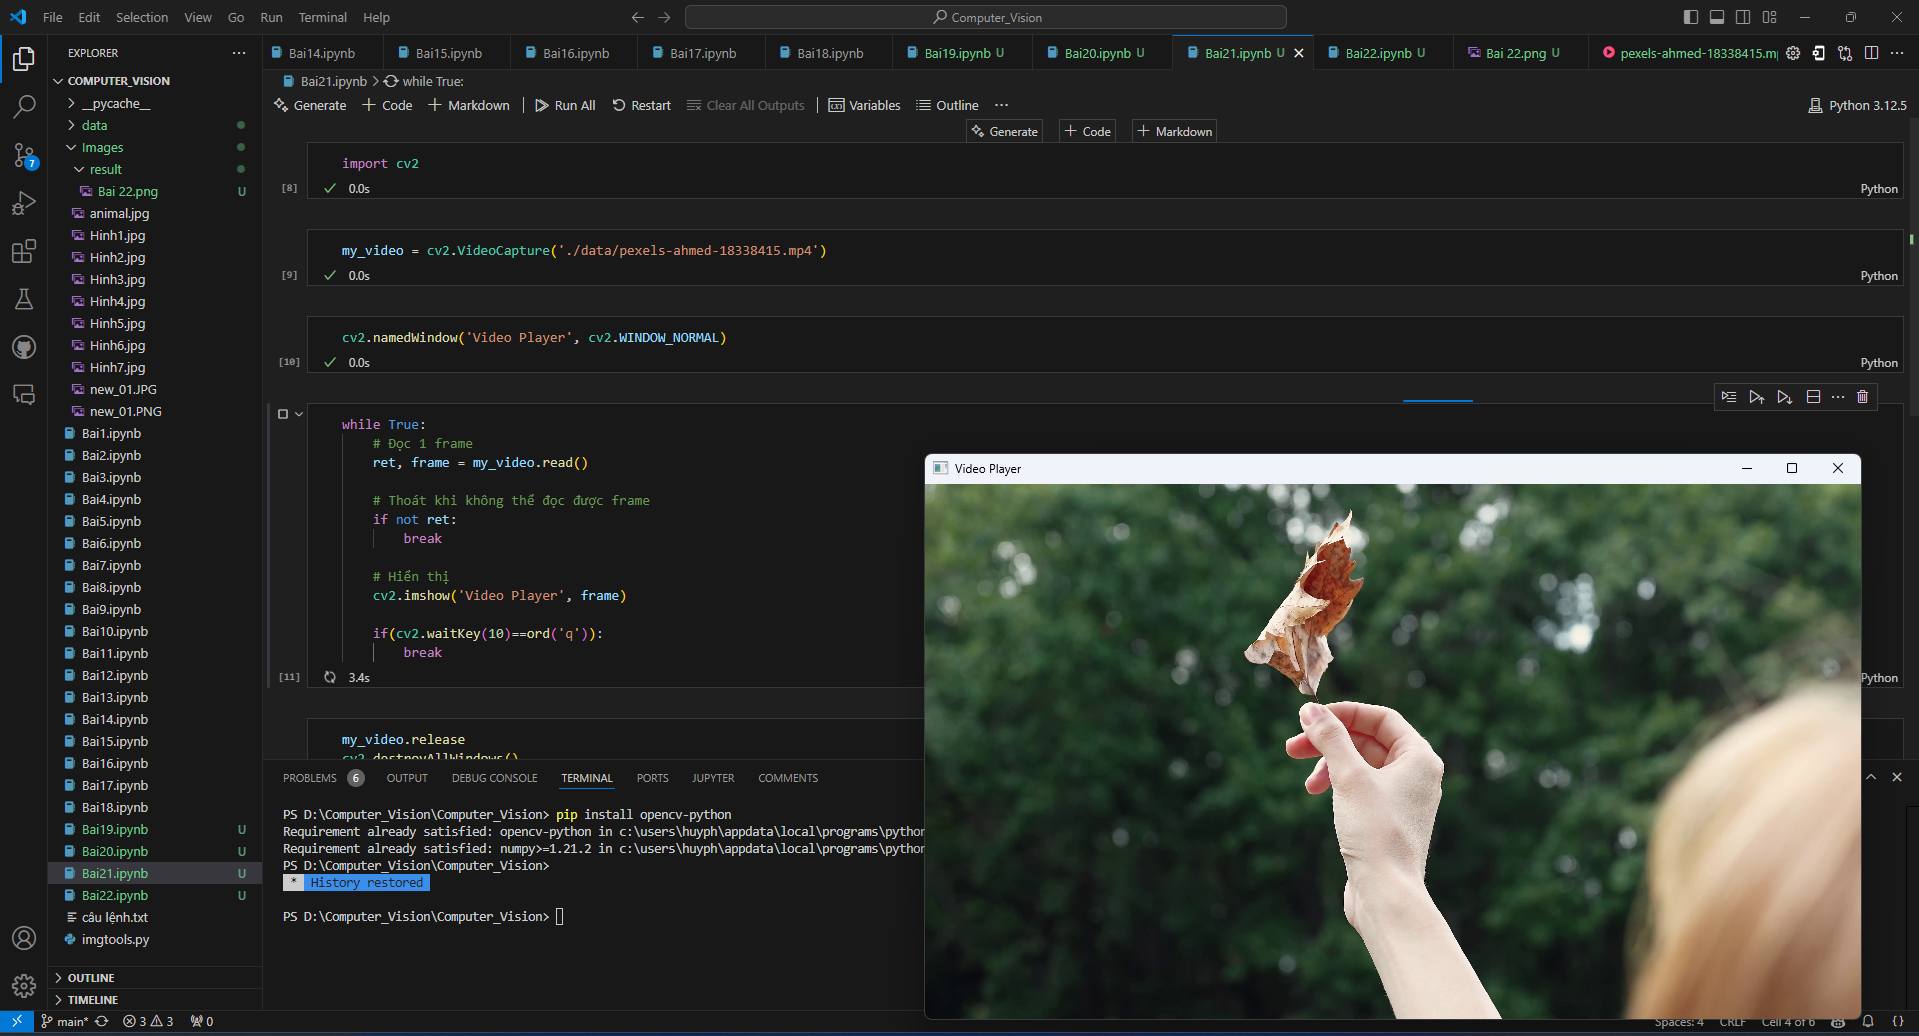 File Edit Selection View Go Run Terminal Help
Computer_Vision
EXPLORER
COMPUTER_VISION
__pycache__
data
Images
result
Bai 22.png U
animal.jpg
Hinh1.jpg
Hinh2.jpg
Hinh3.jpg
Hinh4.jpg
Hinh5.jpg
Hinh6.jpg
Hinh7.jpg
new_01.JPG
new_01.PNG
Bai1.ipynb
Bai2.ipynb
Bai3.ipynb
Bai4.ipynb
Bai5.ipynb
Bai6.ipynb
Bai7.ipynb
Bai8.ipynb
Bai9.ipynb
Bai10.ipynb
Bai11.ipynb
Bai12.ipynb
Bai13.ipynb
Bai14.ipynb
Bai15.ipynb
Bai16.ipynb
Bai17.ipynb
Bai18.ipynb
Bai19.ipynb U
Bai20.ipynb U
Bai21.ipynb U
Bai22.ipynb U
câu lệnh.txt
imgtools.py
OUTLINE
TIMELINE
7
Bai14.ipynb Bai15.ipynb Bai16.ipynb Bai17.ipynb Bai18.ipynb Bai19.ipynb U Bai20.ipynb U Bai21.ipynb U Bai22.ipynb U Bai 22.png U pexels-ahmed-18338415.m
Bai21.ipynb > while True:
Generate + Code + Markdown Run All Restart Clear All Outputs Variables Outline ... Python 3.12.5
Generate + Code + Markdown
import cv2
[8] 0.0s Python
my_video = cv2.VideoCapture('./data/pexels-ahmed-18338415.mp4')
[9] 0.0s Python
cv2.namedWindow('Video Player', cv2.WINDOW_NORMAL)
[10] 0.0s Python
while True:
# Đọc 1 frame
ret, frame = my_video.read()
# Thoát khi không thể đọc được frame
if not ret:
break
# Hiển thị
cv2.imshow('Video Player', frame)
if(cv2.waitKey(10)==ord('q')):
break
[11] 3.4s Python
my_video.release
cv2.destroyAllWindows()
Video Player
PROBLEMS 6 OUTPUT DEBUG CONSOLE TERMINAL PORTS JUPYTER COMMENTS
PS D:\Computer_Vision\Computer_Vision> pip install opencv-python
Requirement already satisfied: opencv-python in c:\users\huyph\appdata\local\programs\python
Requirement already satisfied: numpy>=1.21.2 in c:\users\huyph\appdata\local\programs\python
PS D:\Computer_Vision\Computer_Vision>
* History restored
PS D:\Computer_Vision\Computer_Vision>
main* 3 3 0 Spaces: 4 CRLF Cell 4 of 6